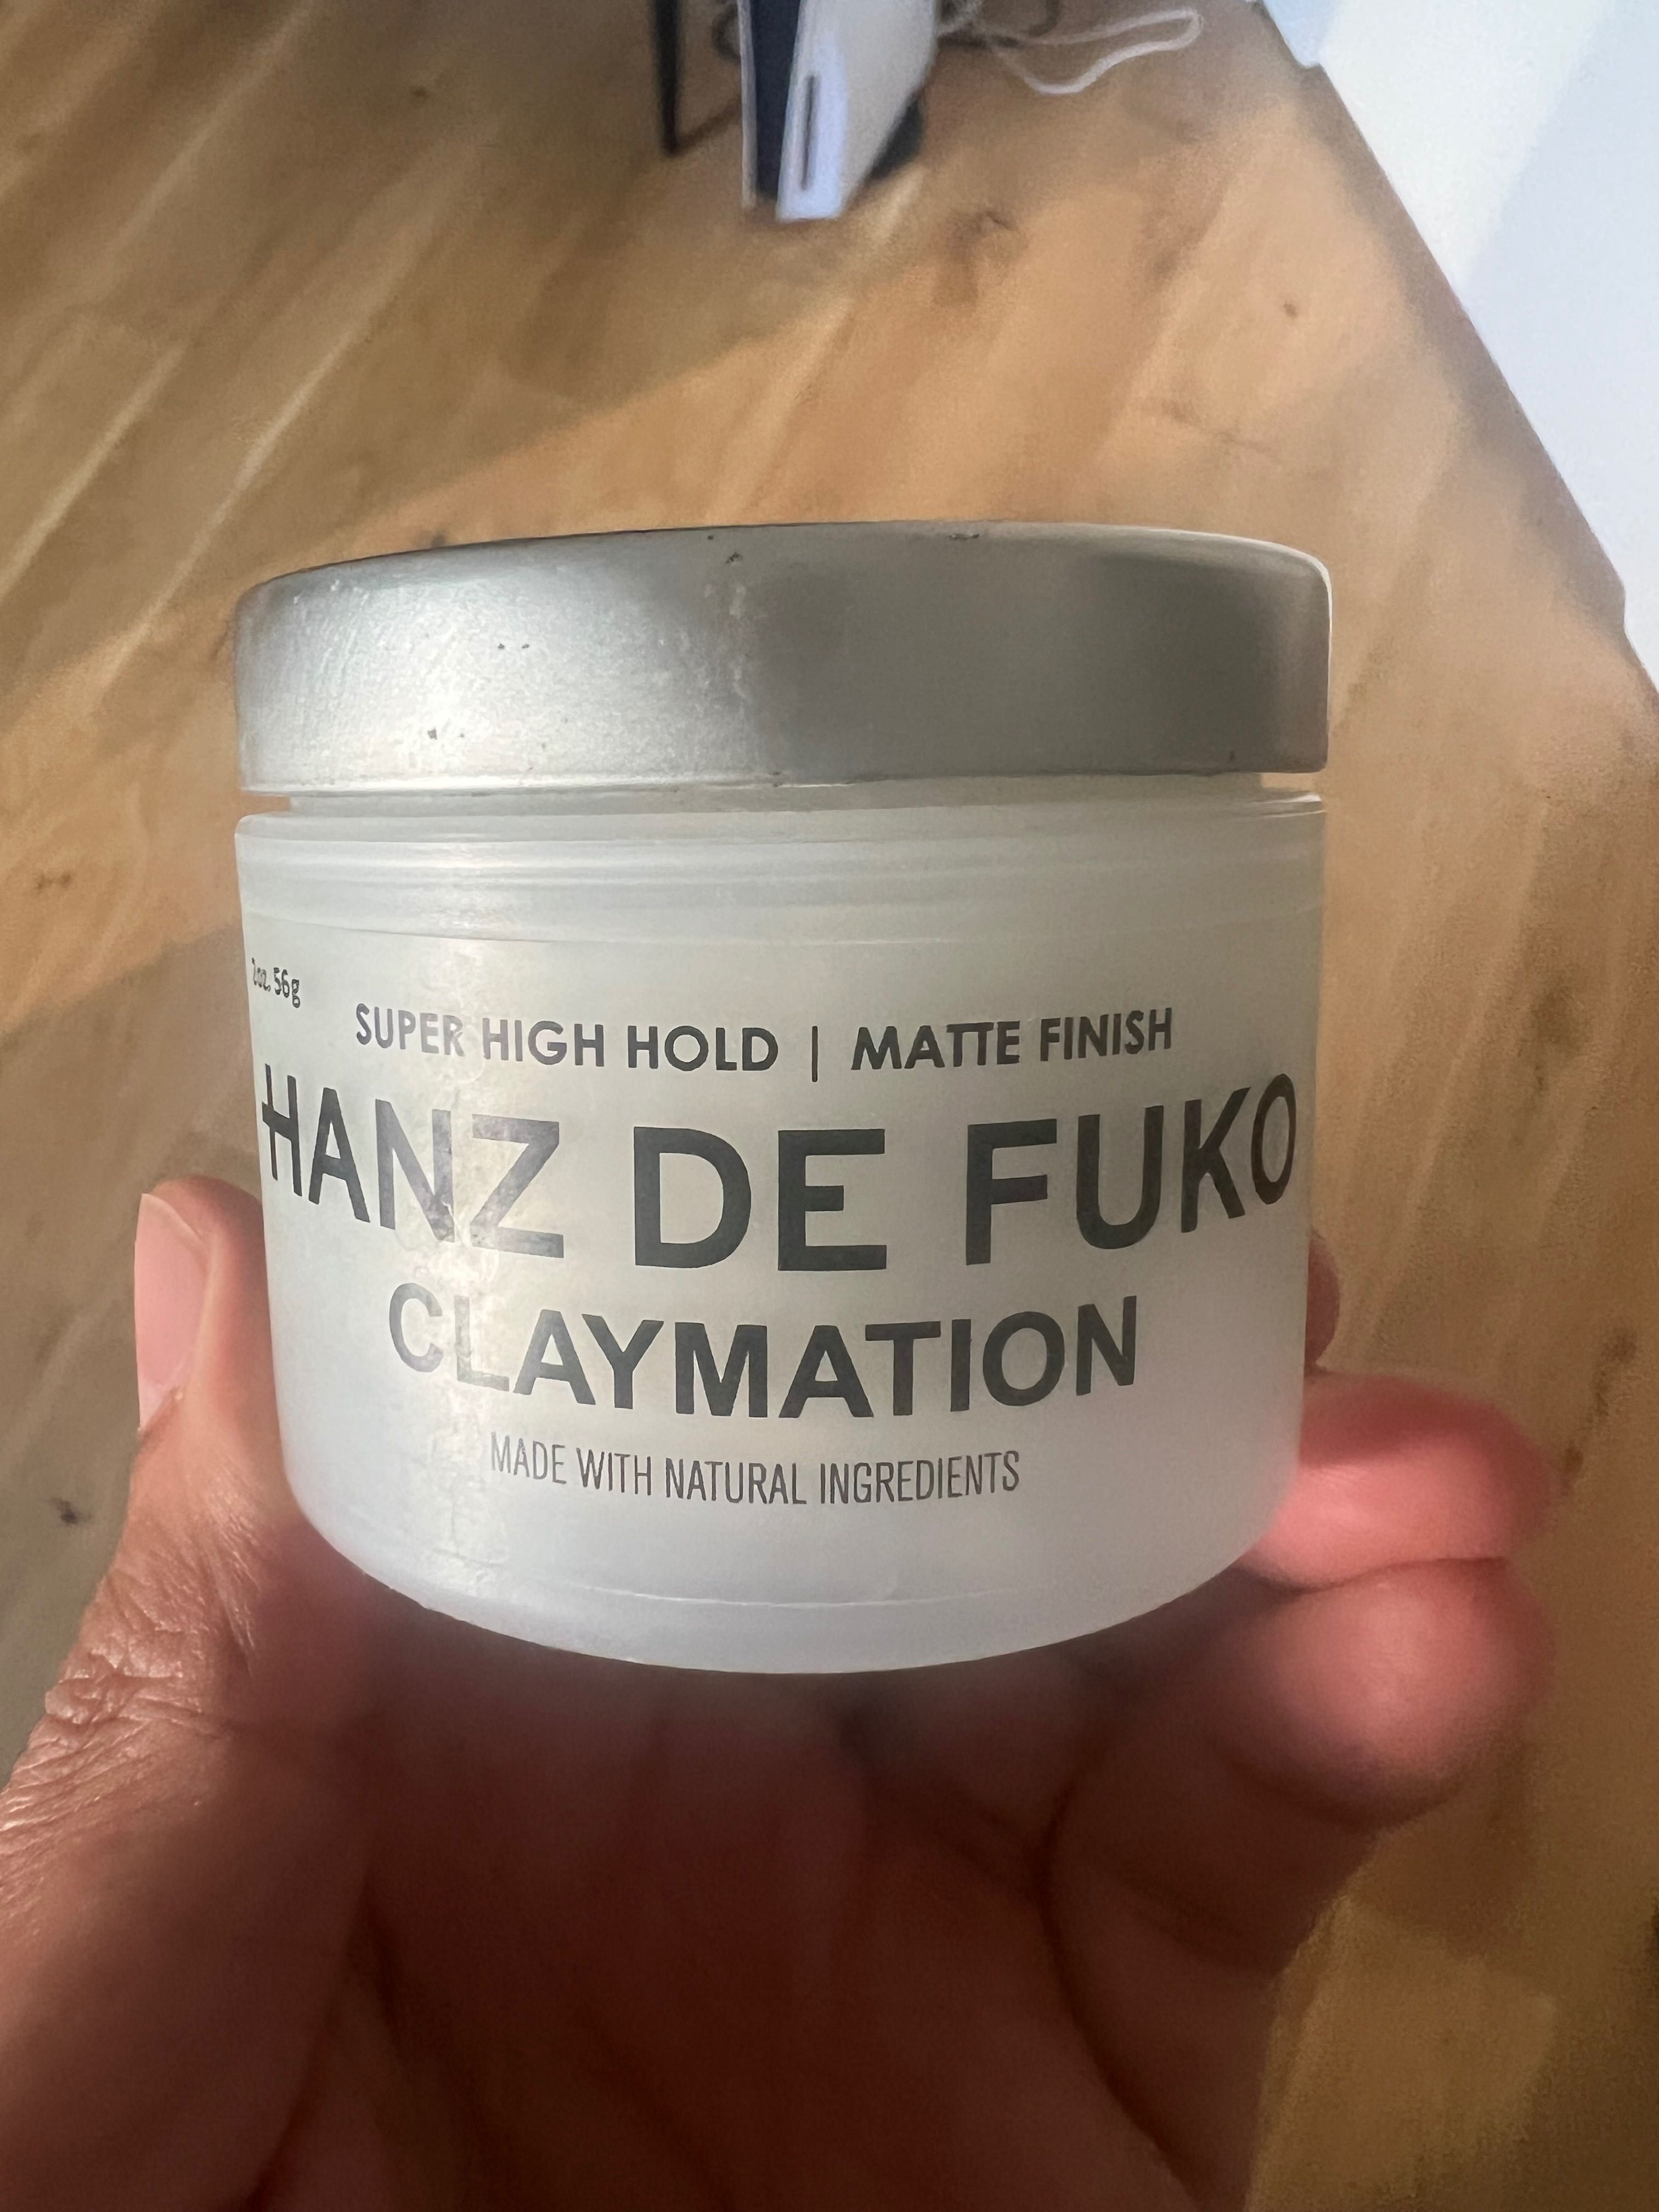 2oz. 56g
SUPER HIGH HOLD | MATTE FINISH
HANZ DE FUKO
CLAYMATION
MADE WITH NATURAL INGREDIENTS